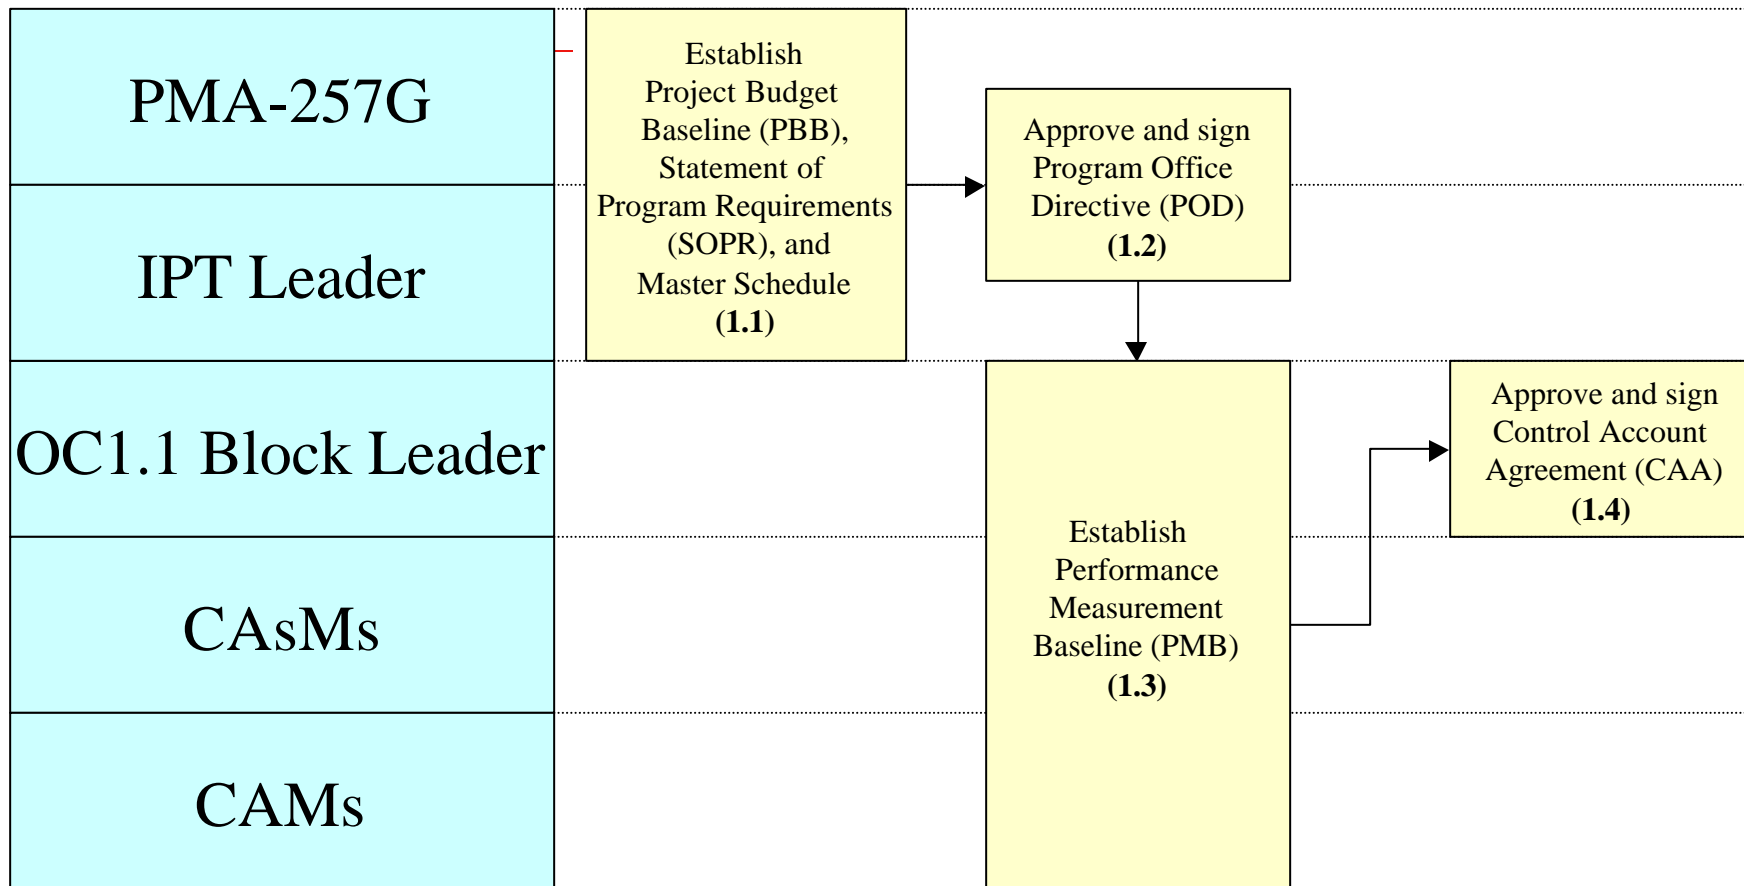 PMA-257G
IPT Leader
OC1.1 Block Leader
CAsMs
CAMs
Establish
Project Budget
Baseline (PBB),
Statement of
Program Requirements
(SOPR), and
Master Schedule
(1.1)
Approve and sign
Program Office
Directive (POD)
(1.2)
Establish
Performance
Measurement
Baseline (PMB)
(1.3)
Approve and sign
Control Account
Agreement (CAA)
(1.4)